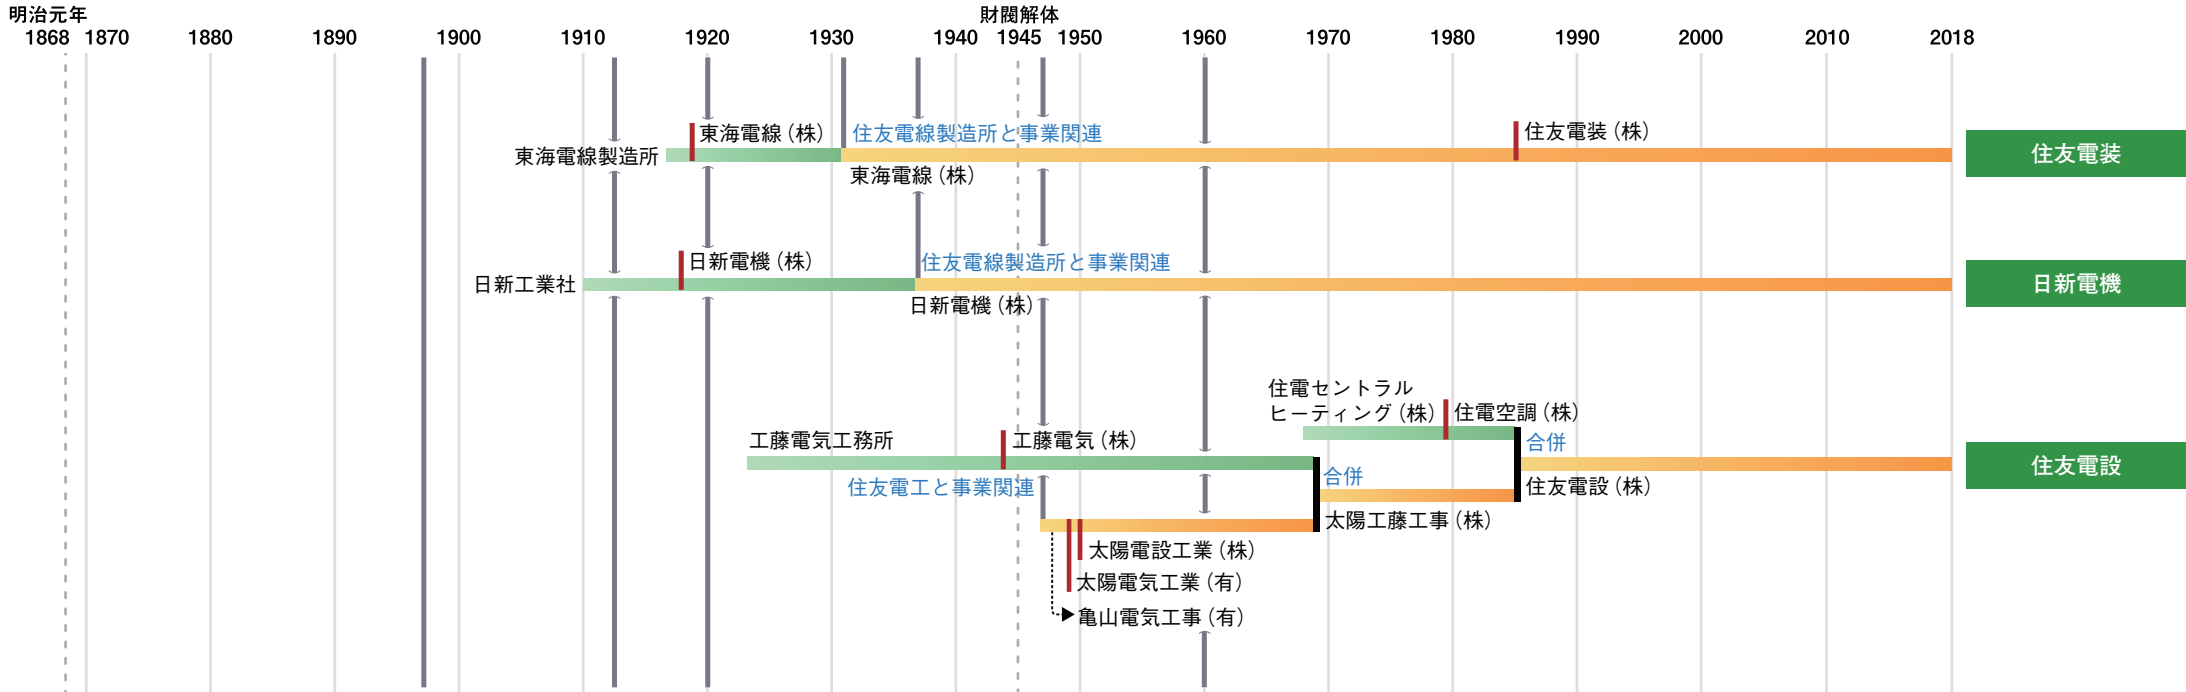 明治元年
財閥解体
1868 1870 1880 1890 1900 1910 1920 1930 1940 1945 1950 1960 1970 1980 1990 2000 2010 2018
東海電線（株）
住友電線製造所と事業関連
住友電装（株）
東海電線製造所
住友電装
東海電線（株）
日新電機（株）
住友電線製造所と事業関連
日新工業社
日新電機
日新電機（株）
住電セントラル
ヒーティング（株）
住電空調（株）
工藤電気工務所
工藤電気（株）
合併
住友電設
合併
住友電工と事業関連
住友電設（株）
太陽工藤工事（株）
太陽電設工業（株）
太陽電気工業（有）
亀山電気工事（有）